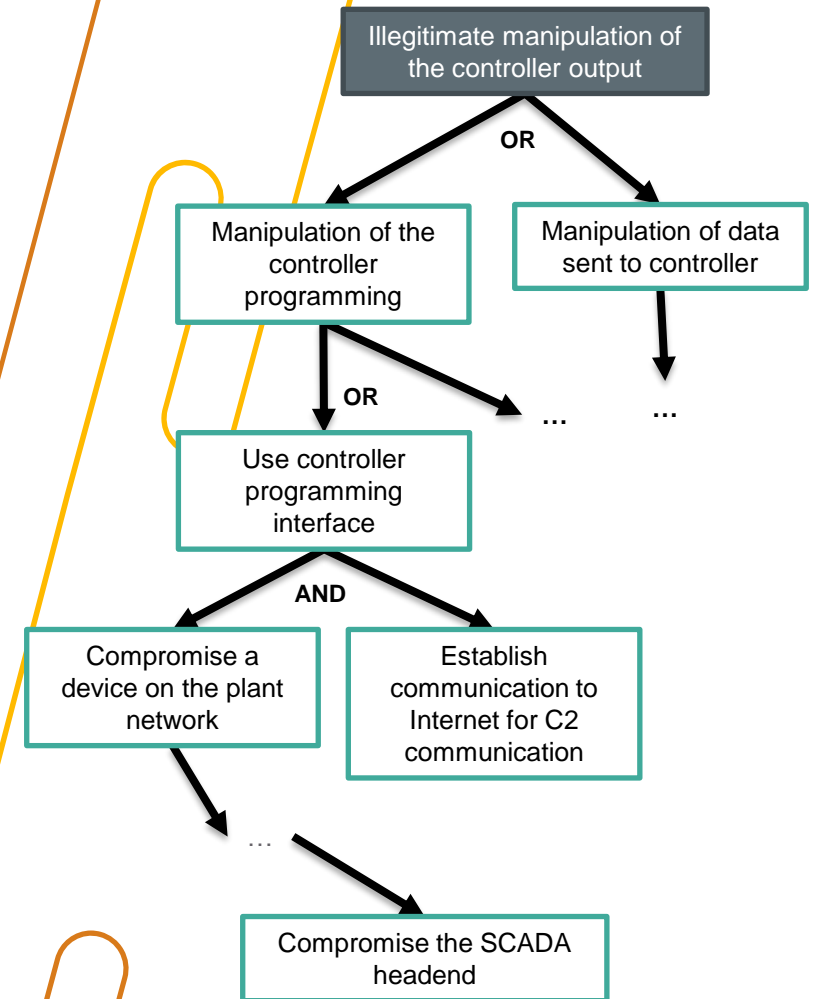 Illegitimate manipulation of
the controller output
OR
Manipulation of the
controller
programming
Manipulation of data
sent to controller
OR
...
...
Use controller
programming
interface
AND
Compromise a
device on the plant
network
Establish
communication to
Internet for C2
communication
...
Compromise the SCADA
headend